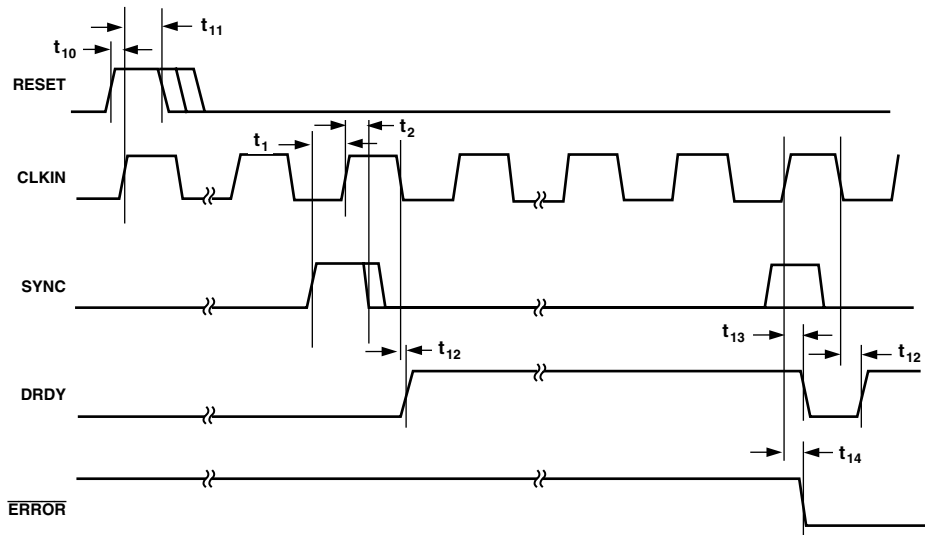 t11
t10
RESET
t1
t2
CLKIN
SYNC
t13
t12
t12
DRDY
t14
ERROR